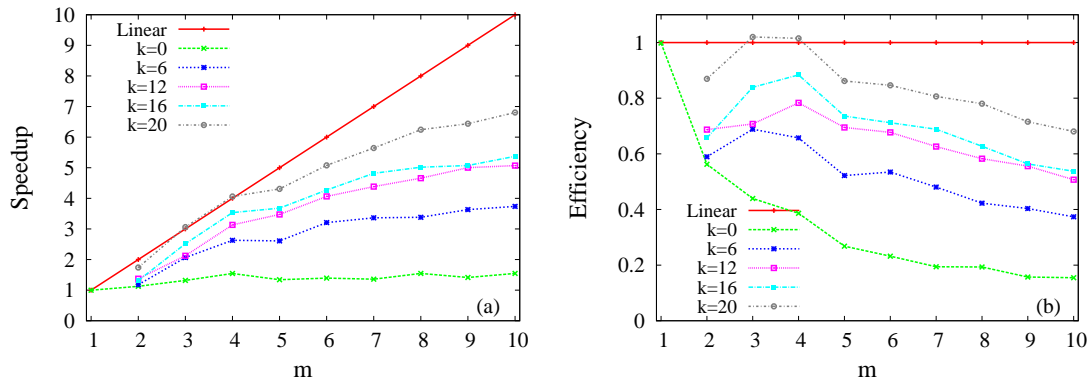 10
9
8
7
6
5
4
3
2
1
0
Speedup
Linear
k=0
k=6
k=12
k=16
k=20
(a)
1 2 3 4 5 6 7 8 9 10
m
1
0.8
0.6
0.4
0.2
0
Efficiency
Linear
k=0
k=6
k=12
k=16
k=20
(b)
1 2 3 4 5 6 7 8 9 10
m